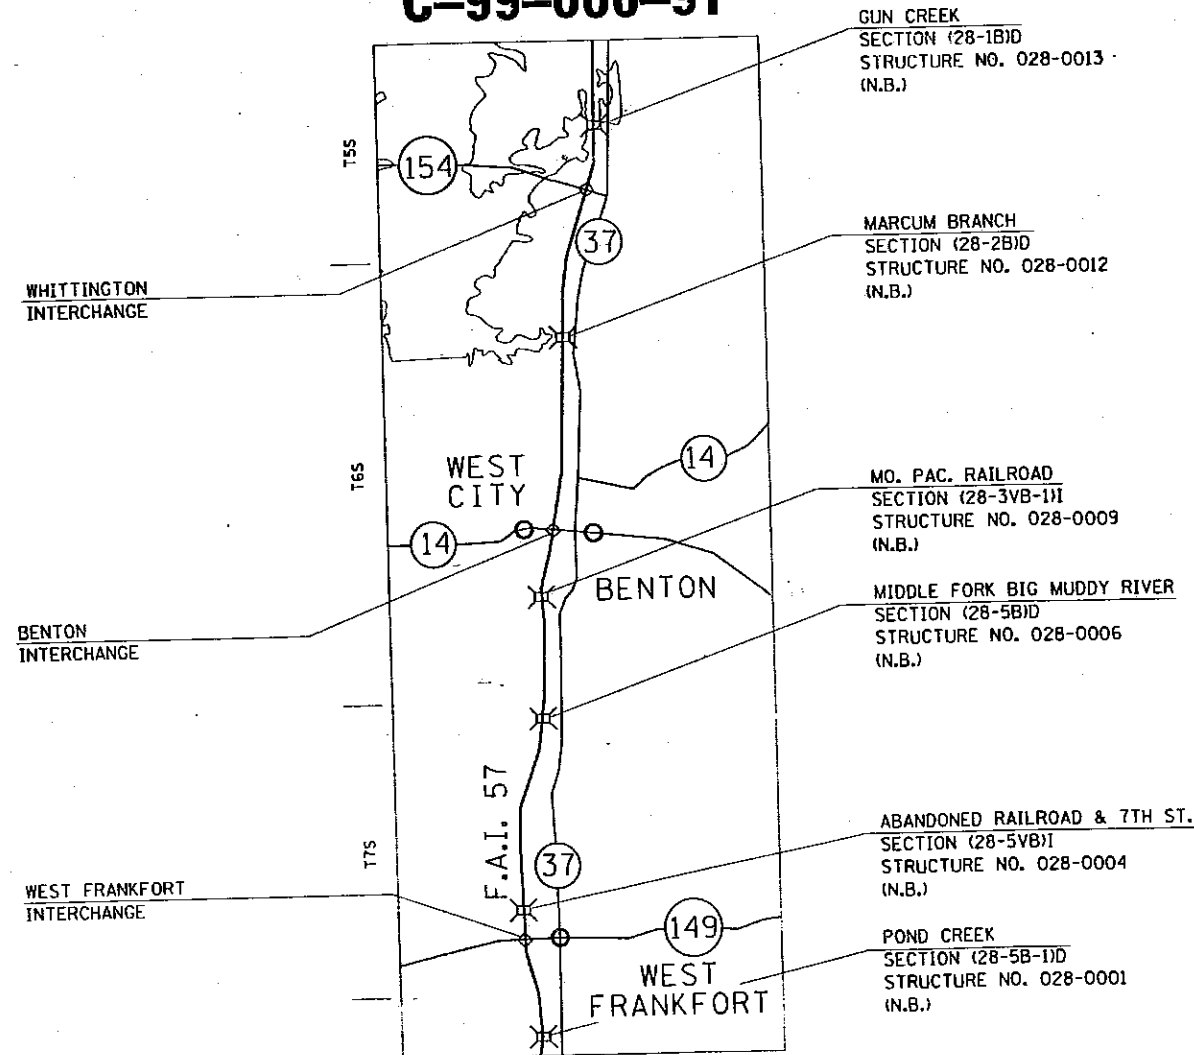 C-99-006-91
GUN CREEK
SECTION (28-1B)D
STRUCTURE NO. 028-0013
(N.B.)
T5S
154
37
MARCUM BRANCH
SECTION (28-2B)D
STRUCTURE NO. 028-0012
(N.B.)
WHITTINGTON
INTERCHANGE
T6S
WEST
CITY
14
14
MO. PAC. RAILROAD
SECTION (28-3VB-1)I
STRUCTURE NO. 028-0009
(N.B.)
BENTON
MIDDLE FORK BIG MUDDY RIVER
SECTION (28-5B)D
STRUCTURE NO. 028-0006
(N.B.)
BENTON
INTERCHANGE
F.A.I. 57
T7S
37
ABANDONED RAILROAD & 7TH ST.
SECTION (28-5VB)I
STRUCTURE NO. 028-0004
(N.B.)
WEST FRANKFORT
INTERCHANGE
149
WEST
FRANKFORT
POND CREEK
SECTION (28-5B-1)D
STRUCTURE NO. 028-0001
(N.B.)